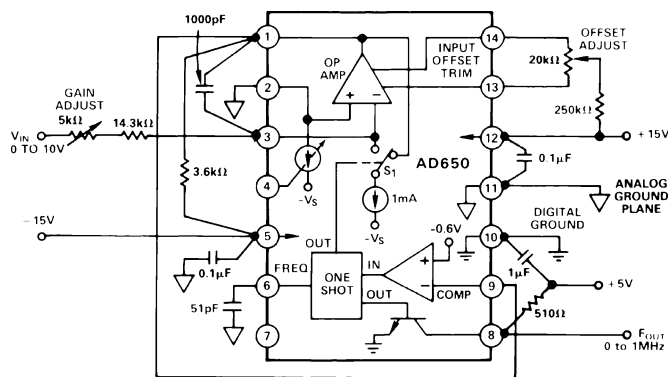 1000pF
1
14
OFFSET
ADJUST
OP
AMP
INPUT
OFFSET
TRIM
20kΩ
2
13
+
−
GAIN
ADJUST
5kΩ
14.3kΩ
250kΩ
VIN
0 TO 10V
3
12
+15V
AD650
0.1μF
S1
3.6kΩ
4
-VS
1mA
11
ANALOG
GROUND
PLANE
−15V
-VS
DIGITAL
GROUND
5
OUT
-0.6V
10
0.1μF
1μF
FREQ
IN
+
+5V
6
ONE
SHOT
OUT
−
COMP
9
51pF
510Ω
7
8
FOUT
0 to 1MHz